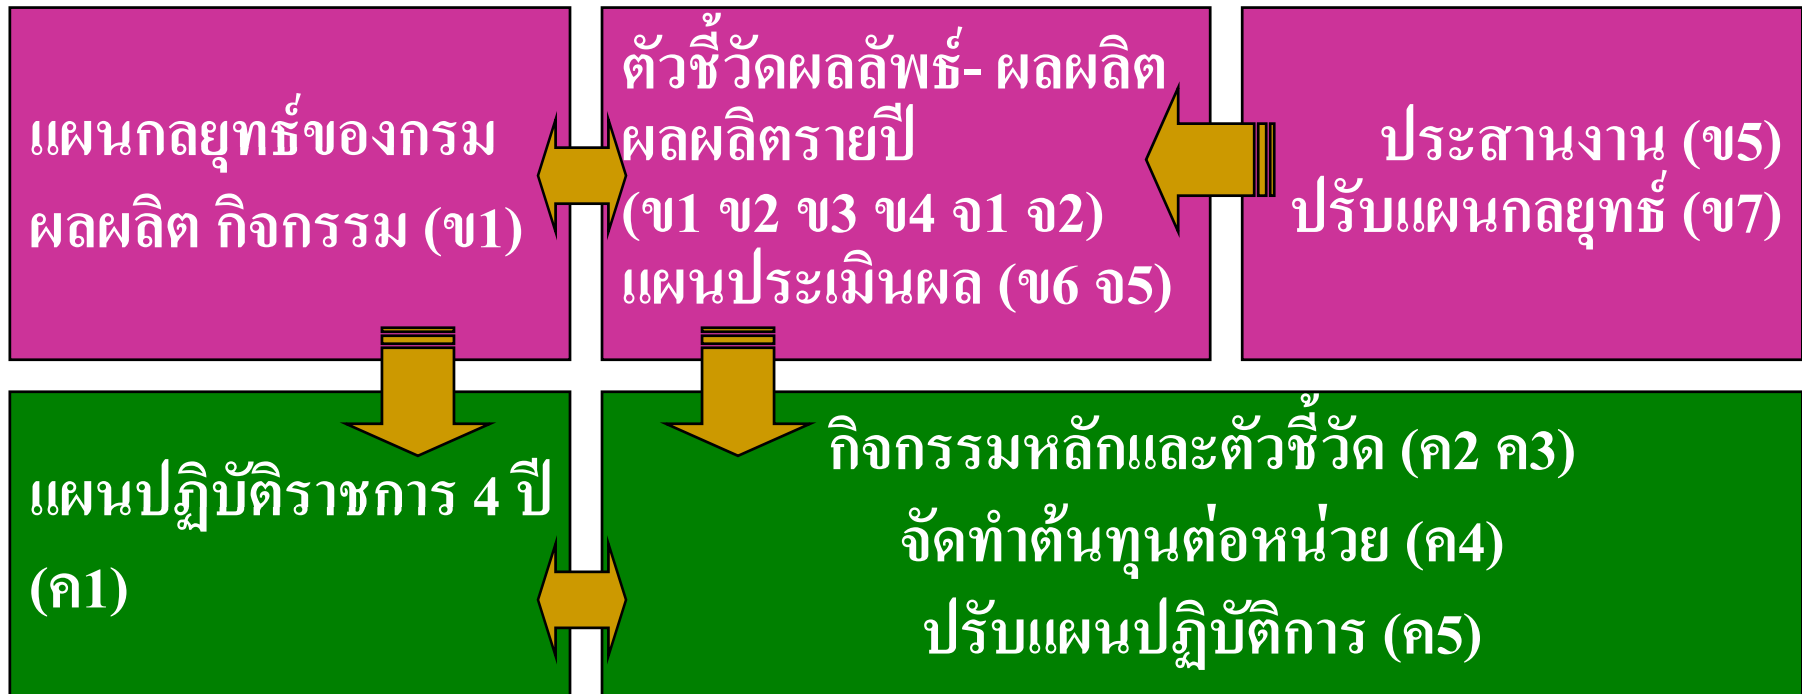 แผนกลยุทธ์ของกรม
ผลผลิต กิจกรรม (ข1)
ตัวชี้วัดผลลัพธ์- ผลผลิต
ผลผลิตรายปี
(ข1 ข2 ข3 ข4 จ1 จ2)
แผนประเมินผล (ข6 จ5)
ประสานงาน (ข5)
ปรับแผนกลยุทธ์ (ข7)
แผนปฏิบัติราชการ 4 ปี
(ค1)
กิจกรรมหลักและตัวชี้วัด (ค2 ค3)
จัดทำต้นทุนต่อหน่วย (ค4)
ปรับแผนปฏิบัติการ (ค5)